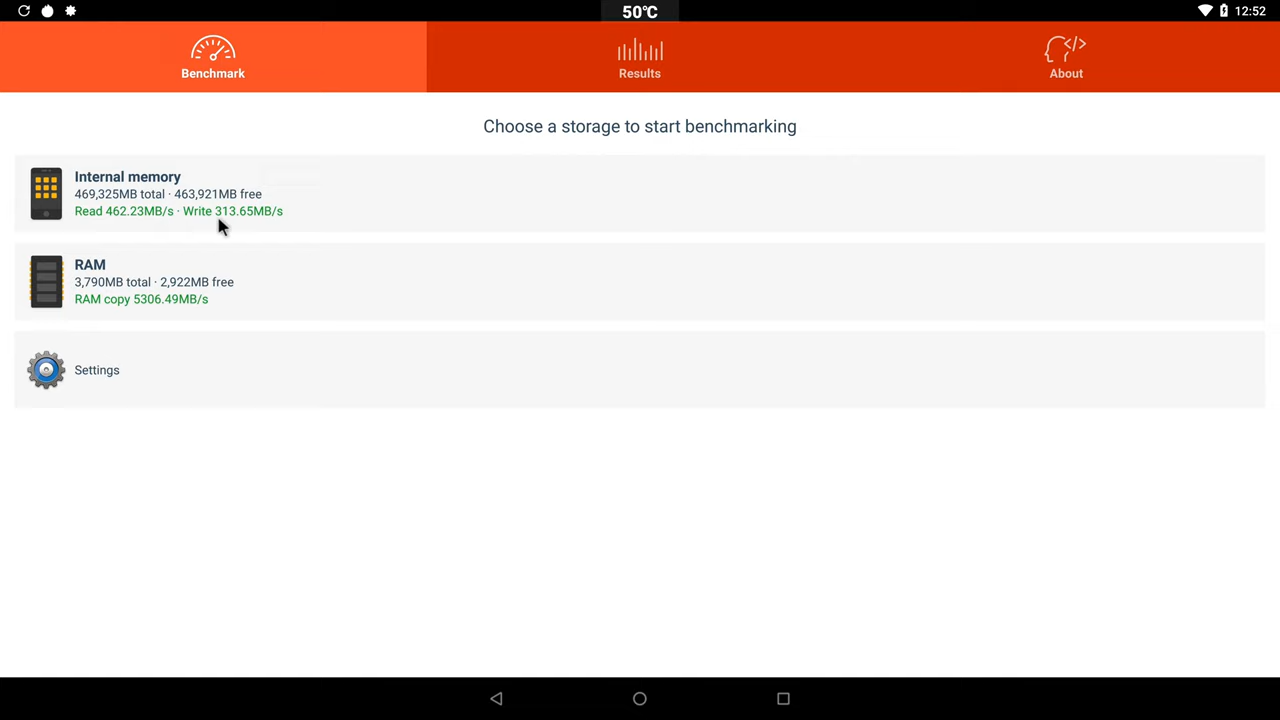 50℃
12:52
Benchmark
Results
About
Choose a storage to start benchmarking
Internal memory
469,325MB total · 463,921MB free
Read 462.23MB/s · Write 313.65MB/s
RAM
3,790MB total · 2,922MB free
RAM copy 5306.49MB/s
Settings